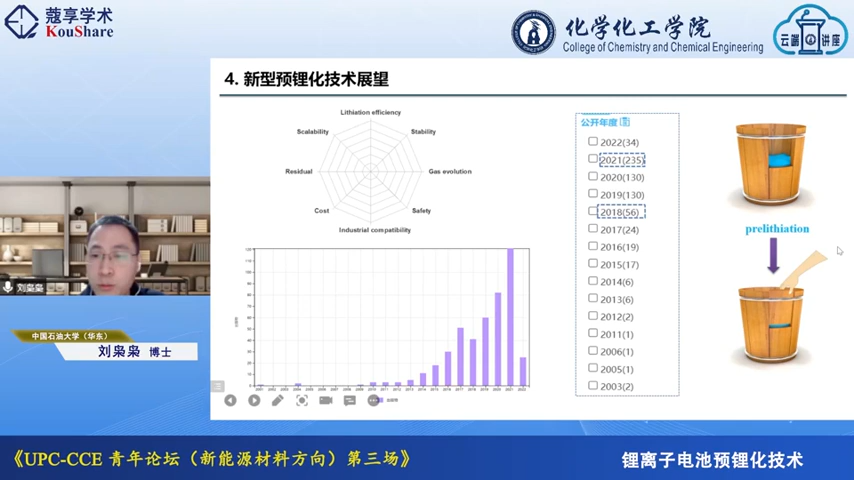 蔻享学术
KouShare
化学化工学院
College of Chemistry and Chemical Engineering
云端讲座
4. 新型预锂化技术展望
Lithiation efficiency
Scalability
Stability
Residual
Gas evolution
Cost
Safety
Industrial compatibility
公开年度
2022(34)
2021(235)
2020(130)
2019(130)
2018(56)
2017(24)
2016(19)
2015(17)
2014(6)
2013(6)
2012(2)
2011(1)
2006(1)
2005(1)
2003(2)
prelithiation
刘枭枭
中国石油大学（华东）
刘枭枭 博士
《UPC-CCE 青年论坛（新能源材料方向）第三场》
锂离子电池预锂化技术